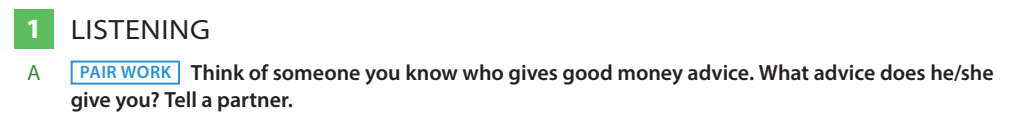 1 LISTENING
A PAIR WORK Think of someone you know who gives good money advice. What advice does he/she
give you? Tell a partner.